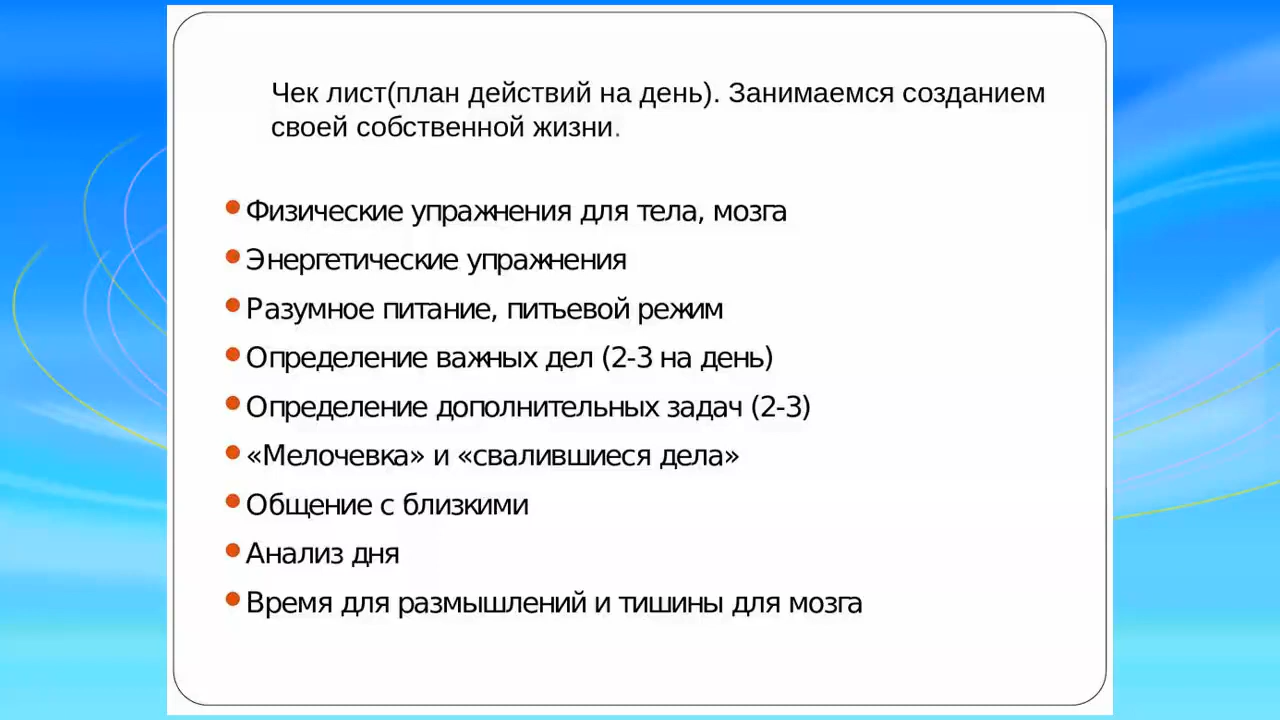 Чек лист(план действий на день). Занимаемся созданием
своей собственной жизни.
Физические упражнения для тела, мозга
Энергетические упражнения
Разумное питание, питьевой режим
Определение важных дел (2-3 на день)
Определение дополнительных задач (2-3)
«Мелочевка» и «свалившиеся дела»
Общение с близкими
Анализ дня
Время для размышлений и тишины для мозга